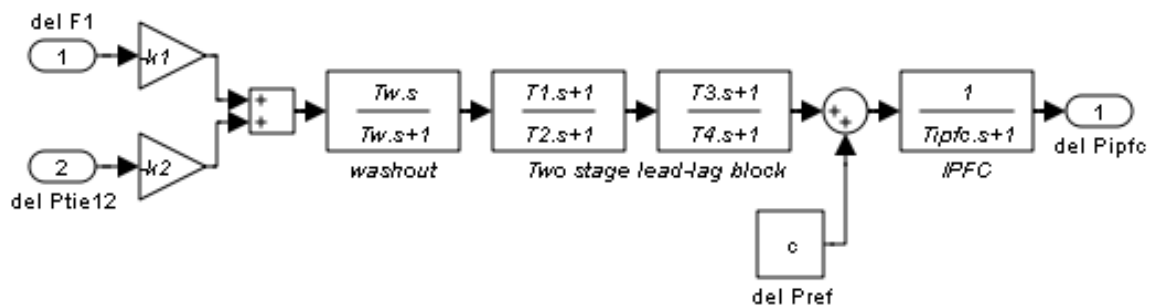 del F1
1
-k1
+
+
2
-k2
del Ptie12
Tw.s
Tw.s+1
washout
T1.s+1
T2.s+1
T3.s+1
T4.s+1
Two stage lead-lag block
+
+
c
del Pref
1
Tipfc.s+1
IPFC
1
del Pipfc